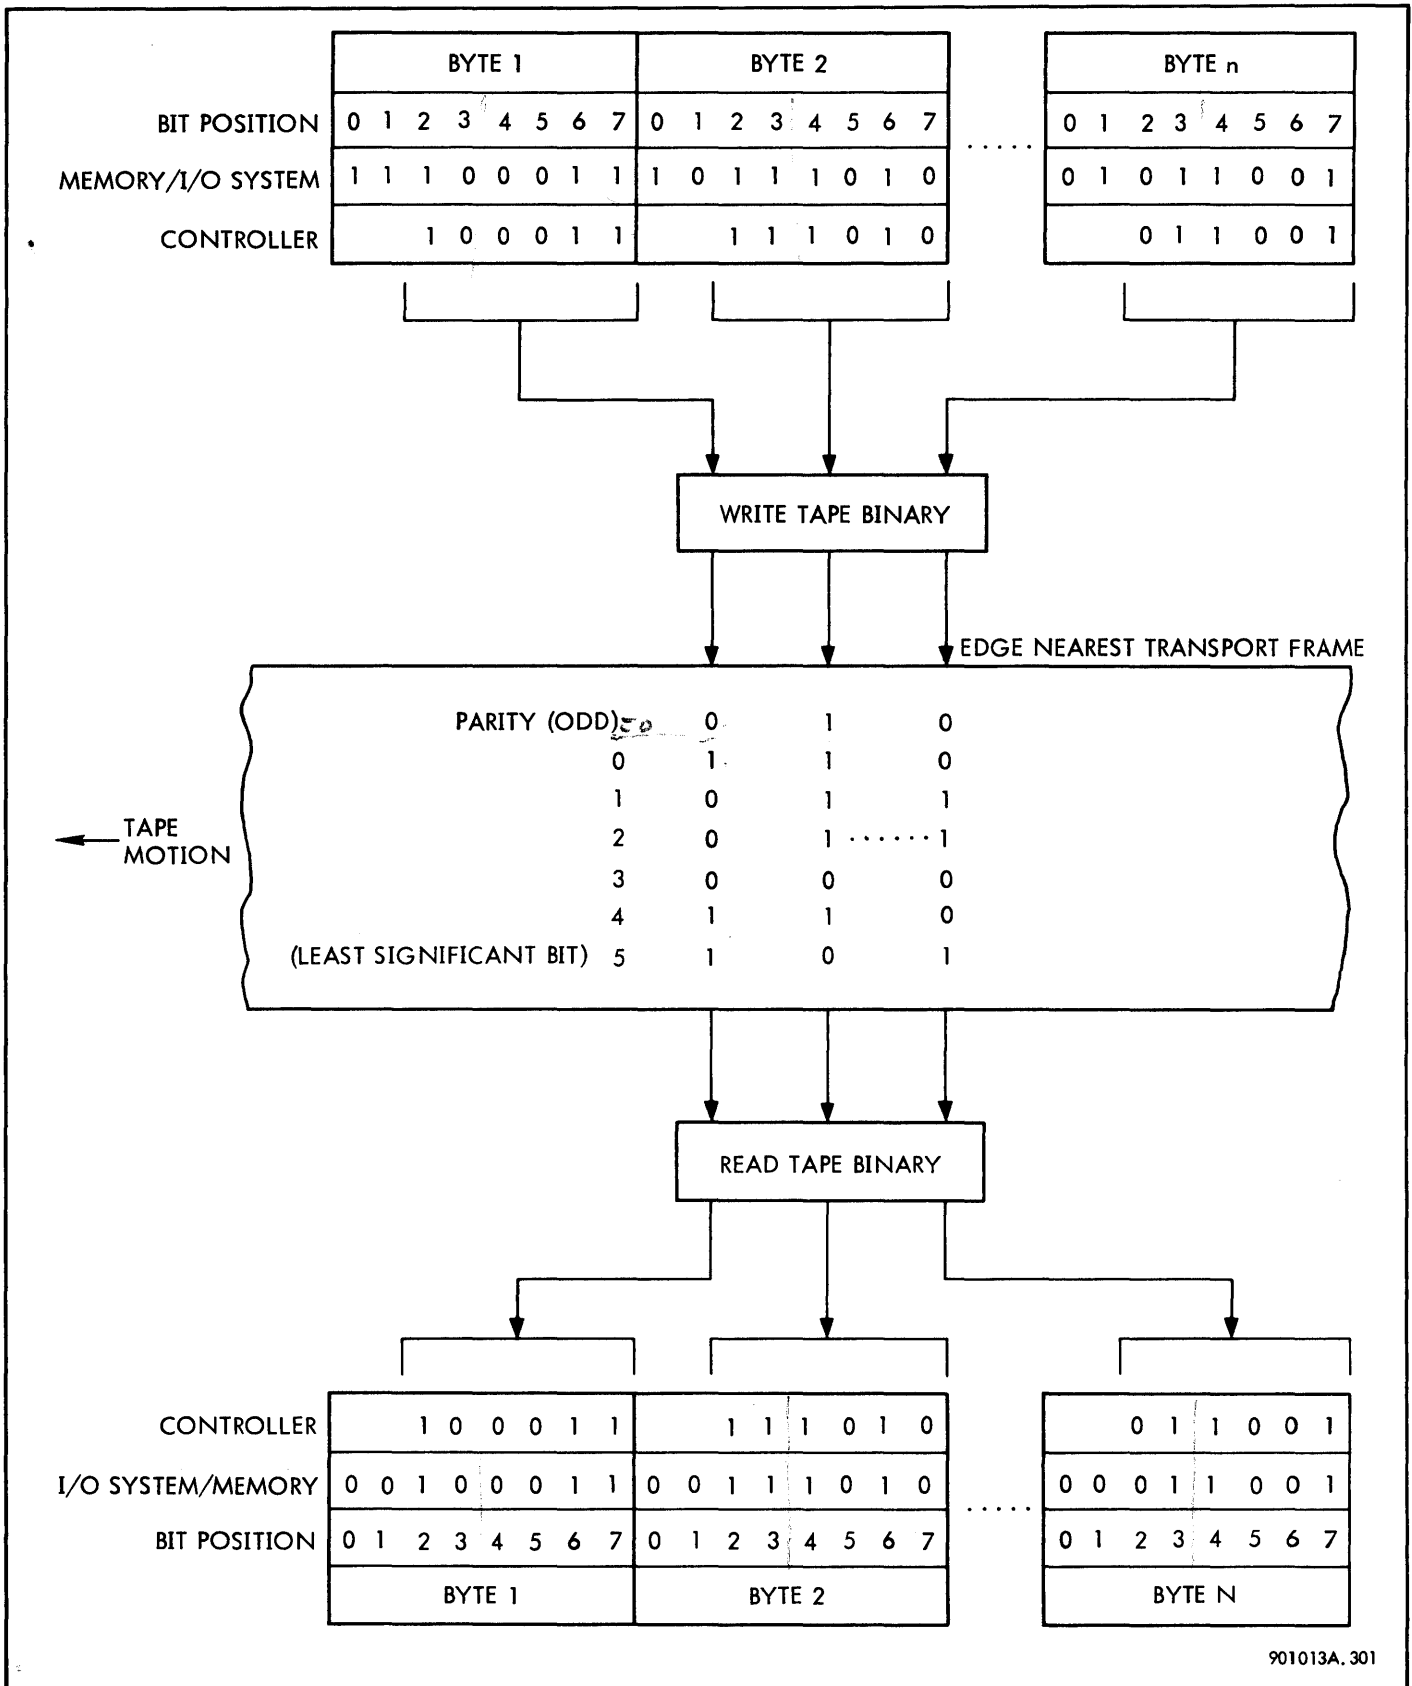 BYTE 1 BYTE 2 BYTE n
BIT POSITION 0 1 2 3 4 5 6 7 0 1 2 3 4 5 6 7 ..... 0 1 2 3 4 5 6 7
MEMORY/I/O SYSTEM 1 1 1 0 0 0 1 1 1 0 1 1 1 0 1 0 0 1 0 1 1 0 0 1
CONTROLLER 1 0 0 0 1 1 1 1 1 0 1 0 0 1 1 0 0 1
WRITE TAPE BINARY
EDGE NEAREST TRANSPORT FRAME
PARITY (ODD) 0 1 0
0 1 1 0
1 0 1 1
TAPE MOTION
2 0 1 ...... 1
3 0 0 0
4 1 1 0
(LEAST SIGNIFICANT BIT) 5 1 0 1
READ TAPE BINARY
CONTROLLER 1 0 0 0 1 1 1 1 1 0 1 0 0 1 1 0 0 1
I/O SYSTEM/MEMORY 0 0 1 0 0 0 1 1 0 0 1 1 1 0 1 0 ..... 0 0 0 1 1 0 0 1
BIT POSITION 0 1 2 3 4 5 6 7 0 1 2 3 4 5 6 7 0 1 2 3 4 5 6 7
BYTE 1 BYTE 2 BYTE N
901013A.301